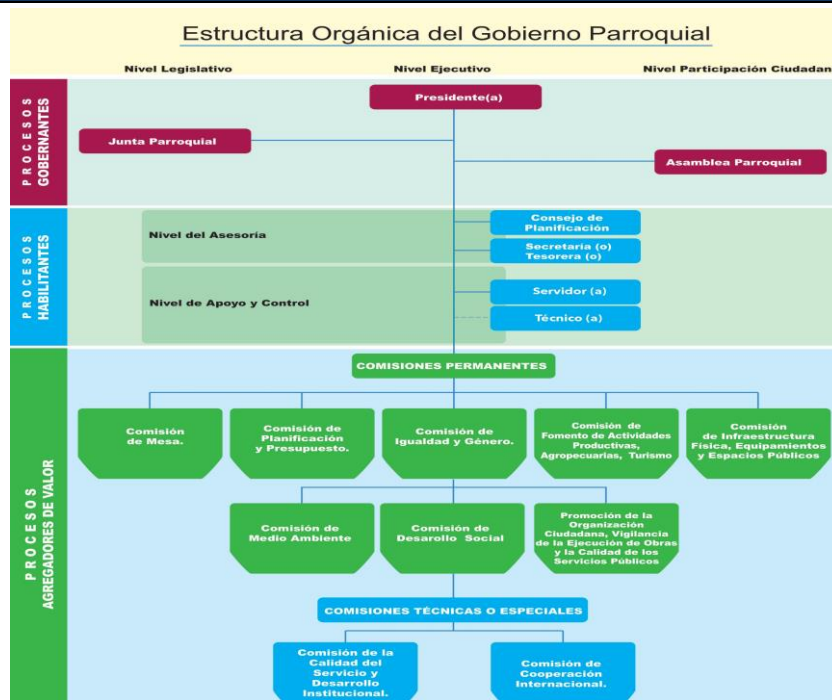 Estructura Orgánica del Gobierno Parroquial
Nivel Legislativo
Nivel Ejecutivo
Nivel Participación Ciudadan
PROCESOS
GOBERNANTES
Presidente(a)
Junta Parroquial
Asamblea Parroquial
PROCESOS
HABILITANTES
Nivel del Asesoría
Consejo de
Planificación
Secretaría (o)
Tesorera (o)
Nivel de Apoyo y Control
Servidor (a)
Técnico (a)
PROCESOS
AGREGADORES DE VALOR
COMISIONES PERMANENTES
Comisión
de Mesa.
Comisión de
Planificación
y Presupuesto.
Comisión de
Igualdad y Género.
Comisión de
Fomento de Actividades
Productivas,
Agropecuarias, Turismo
Comisión
de Infraestructura
Física, Equipamientos
y Espacios Públicos
Comisión de
Medio Ambiente
Comisión de
Desarollo Social
Promoción de la
Organización
Ciudadana, Vigilancia
de la Ejecución de Obras
y la Calidad de los
Servicios Públicos
COMISIONES TÉCNICAS O ESPECIALES
Comisión de la
Calidad del
Servicio y
Desarrollo
Institucional.
Comisión de
Cooperación
Internacional.